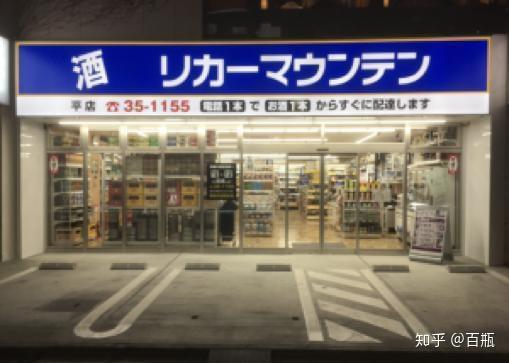 酒 リカーマウンテン
平店 ☎35-1155 電話1本でお酒1本からすぐに配達します
知乎 @百瓶